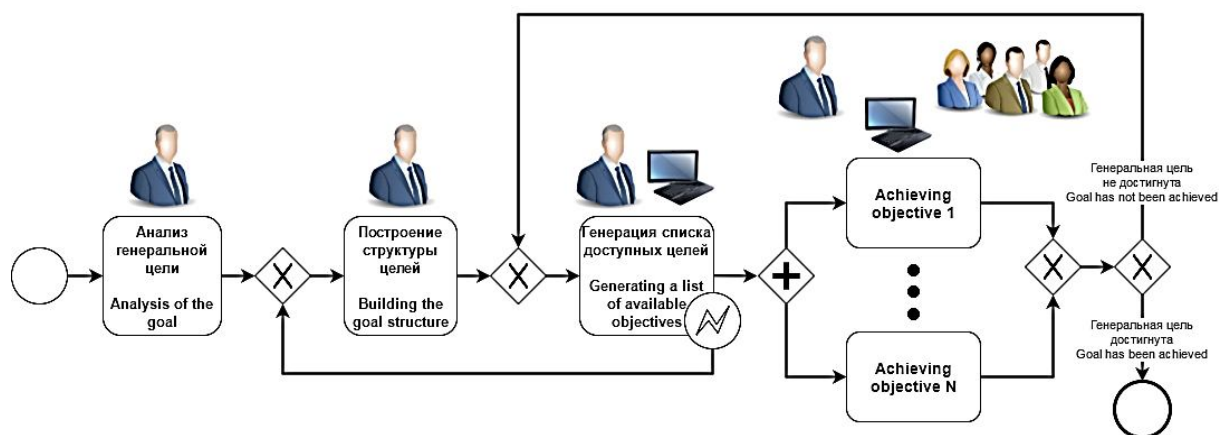 Анализ
генеральной
цели
Analysis of the
goal
Построение
структуры
целей
Building the
goal structure
Генерация списка
доступных целей
Generating a list
of available
objectives
Achieving
objective 1
Achieving
objective N
Генеральная цель
не достигнута
Goal has not been achieved
Генеральная цель
достигнута
Goal has been achieved